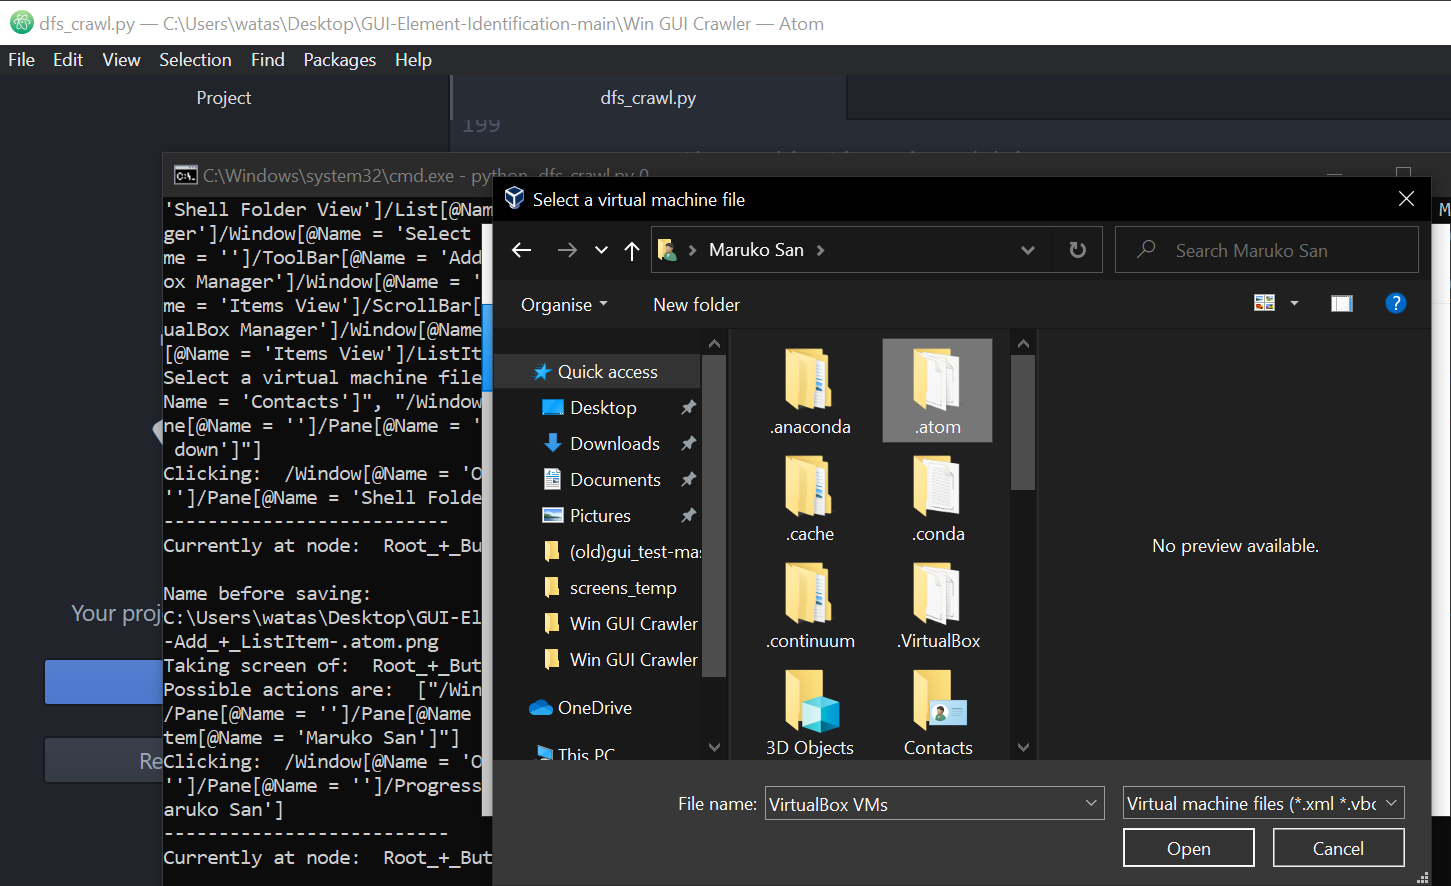 dfs_crawl.py — C:\Users\watas\Desktop\GUI-Element-Identification-main\Win GUI Crawler — Atom
File Edit View Selection Find Packages Help
Project
dfs_crawl.py
199
C:\Windows\system32\cmd.exe - python dfs_crawl.py 0
'Shell Folder View']/List[@Nam
ger']/Window[@Name = 'Select
me = '']/ToolBar[@Name = 'Add
ox Manager']/Window[@Name = '
me = 'Items View']/ScrollBar[
ualBox Manager']/Window[@Name
[@Name = 'Items View']/ListIt
Select a virtual machine file
Name = 'Contacts']", "/Window
ne[@Name = '']/Pane[@Name = '
down']"]
Clicking: /Window[@Name = 'O
'']/Pane[@Name = 'Shell Folde
---------------------------
Currently at node: Root_+_Bu
Name before saving:
C:\Users\watas\Desktop\GUI-El
-Add_+_ListItem-.atom.png
Taking screen of: Root_+_But
Possible actions are: ["/Win
/Pane[@Name = '']/Pane[@Name
tem[@Name = 'Maruko San']"]
Clicking: /Window[@Name = 'O
'']/Pane[@Name = '']/Progress
aruko San']
---------------------------
Currently at node: Root_+_But
Your proj
Re
M
Select a virtual machine file
Maruko San
Search Maruko San
Organise
New folder
Quick access
Desktop
Downloads
Documents
Pictures
(old)gui_test-mas
screens_temp
Win GUI Crawler
Win GUI Crawler
OneDrive
This PC
.anaconda
.atom
.cache
.conda
.continuum
.VirtualBox
3D Objects
Contacts
No preview available.
File name: VirtualBox VMs
Virtual machine files (*.xml *.vbo
Open
Cancel